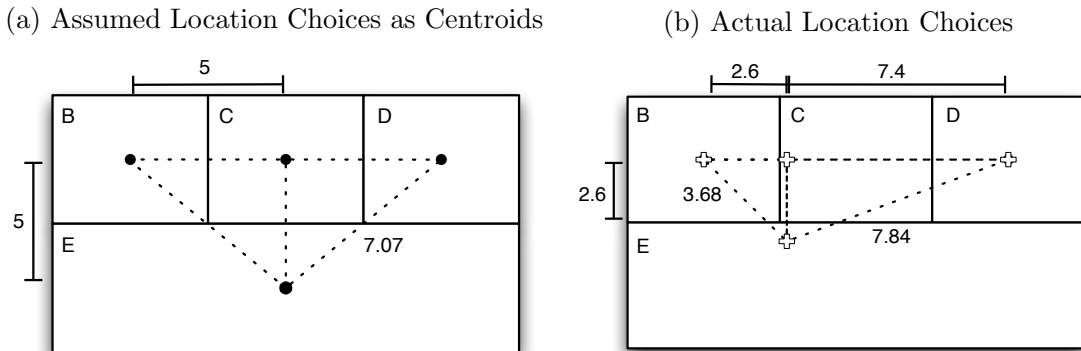 (a) Assumed Location Choices as Centroids
5
B
C
D
5
E
7.07
(b) Actual Location Choices
2.6
7.4
B
C
D
2.6
3.68
E
7.84